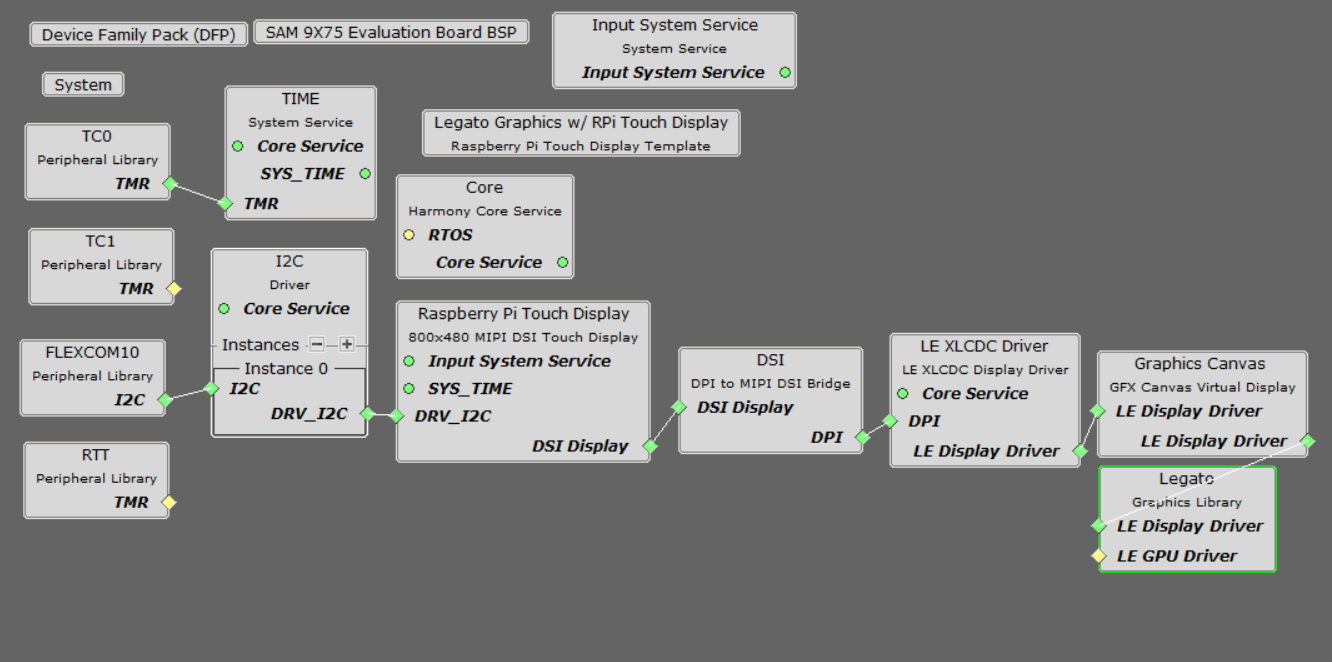 Device Family Pack (DFP)
SAM 9X75 Evaluation Board BSP
Input System Service
System Service
Input System Service
System
TIME
System Service
Core Service
SYS_TIME
TMR
TC0
Peripheral Library
TMR
Legato Graphics w/ RPi Touch Display
Raspberry Pi Touch Display Template
Core
Harmony Core Service
RTOS
Core Service
TC1
Peripheral Library
TMR
I2C
Driver
Core Service
Instances
Instance 0
I2C
DRV_I2C
FLEXCOM10
Peripheral Library
I2C
RTT
Peripheral Library
TMR
Raspberry Pi Touch Display
800x480 MIPI DSI Touch Display
Input System Service
SYS_TIME
DRV_I2C
DSI Display
DSI
DPI to MIPI DSI Bridge
DSI Display
DPI
LE XLCDC Driver
LE XLCDC Display Driver
Core Service
DPI
LE Display Driver
Graphics Canvas
GFX Canvas Virtual Display
LE Display Driver
LE Display Driver
Legato
Graphics Library
LE Display Driver
LE GPU Driver